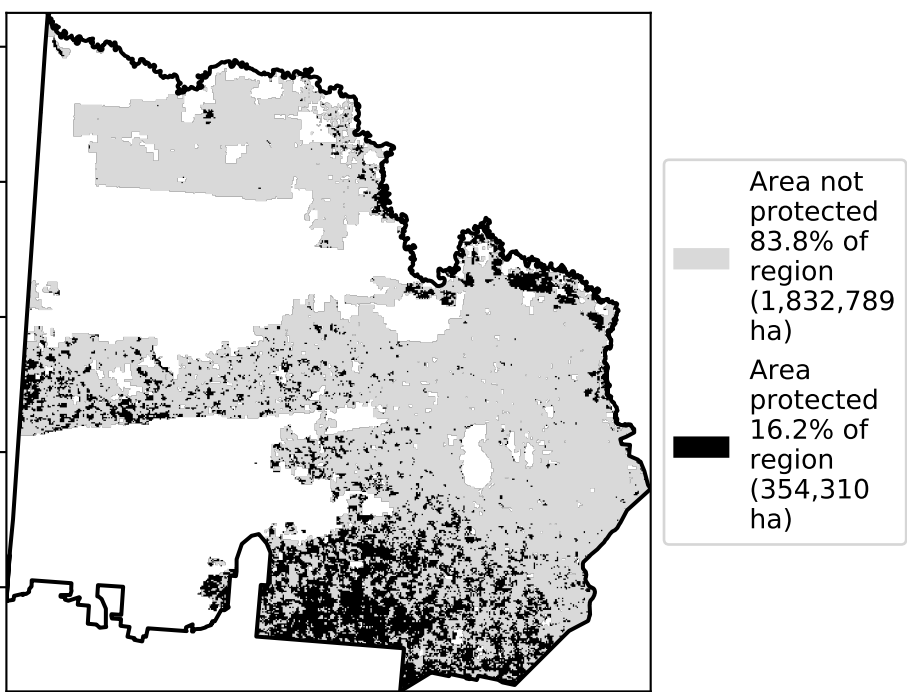 Area not
protected
83.8% of
region
(1,832,789
ha)
Area
protected
16.2% of
region
(354,310
ha)